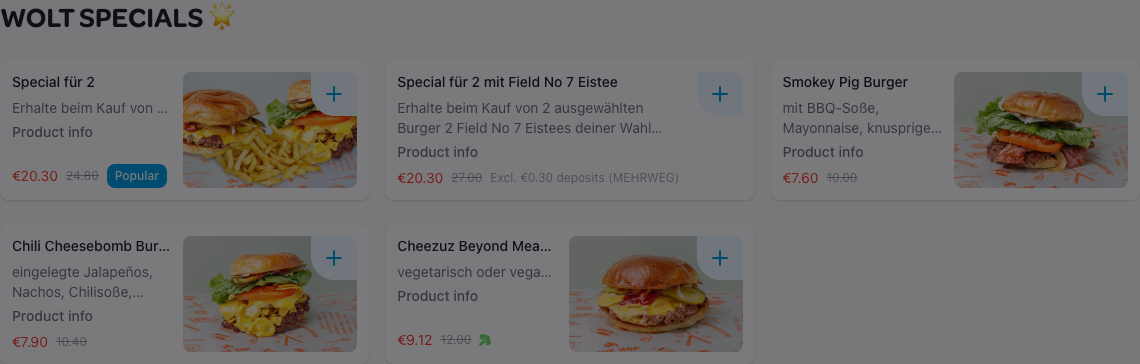 WOLT SPECIALS 🌟
Special für 2
Erhalte beim Kauf von ...
Product info
€20.30 24.80 Popular
Special für 2 mit Field No 7 Eistee
Erhalte beim Kauf von 2 ausgewählten
Burger 2 Field No 7 Eistees deiner Wahl...
Product info
€20.30 27.00 Excl. €0.30 deposits (MEHRWEG)
Smokey Pig Burger
mit BBQ-Soße,
Mayonnaise, knusprige...
Product info
€7.60 10.00
Chili Cheesebomb Bur...
eingelegte Jalapeños,
Nachos, Chilisoße,...
Product info
€7.90 10.40
Cheezuz Beyond Mea...
vegetarisch oder vega...
Product info
€9.12 12.00